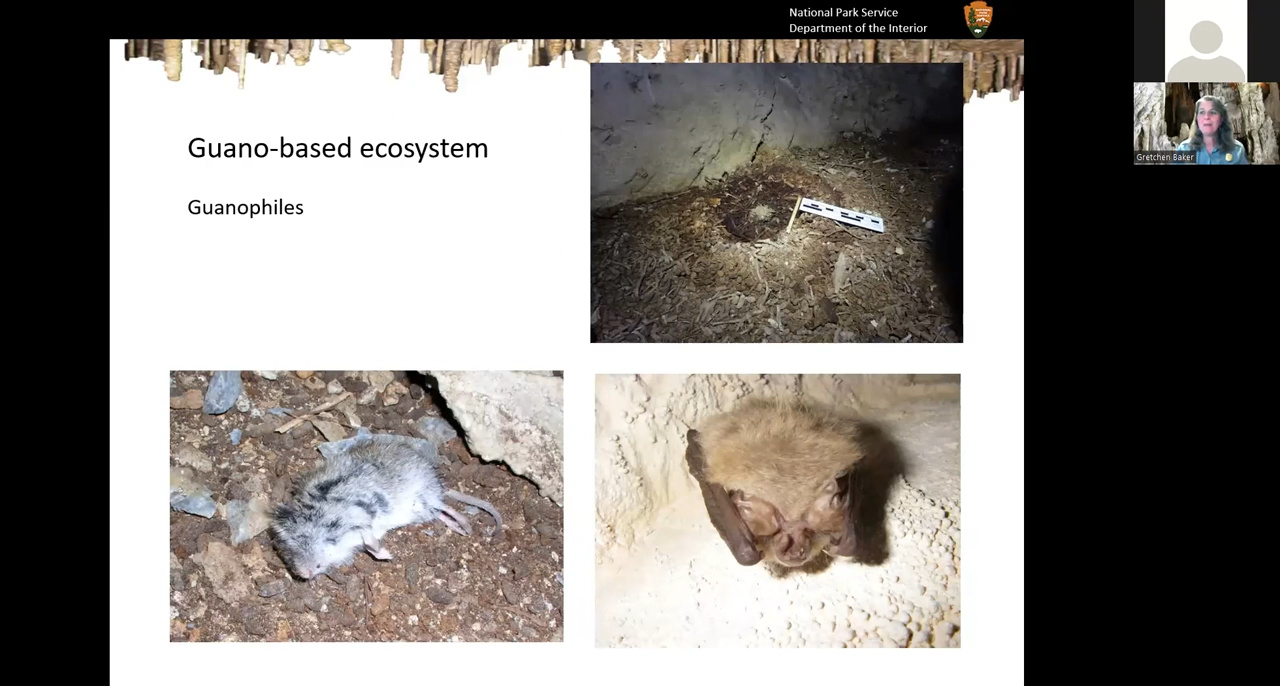 National Park Service
Department of the Interior
Guano-based ecosystem
Guanophiles
Gretchen Baker